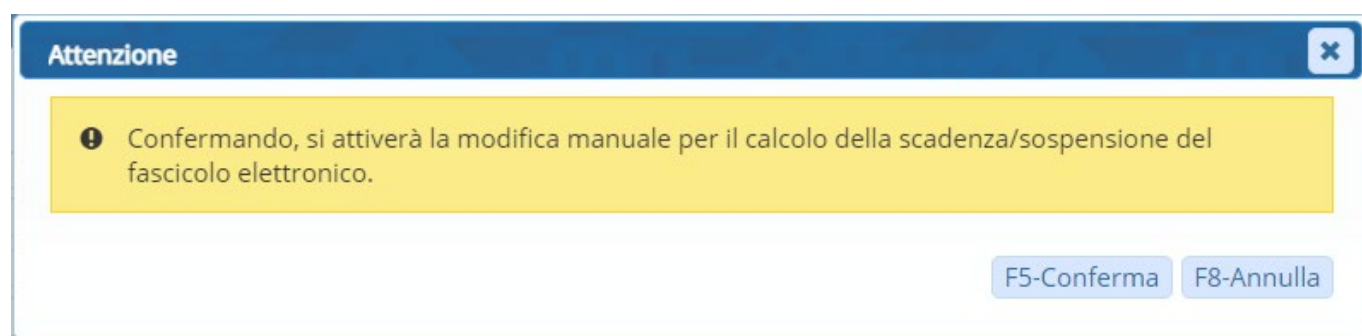 Attenzione
Confermando, si attiverà la modifica manuale per il calcolo della scadenza/sospensione del
fascicolo elettronico.
F5-Conferma F8-Annulla